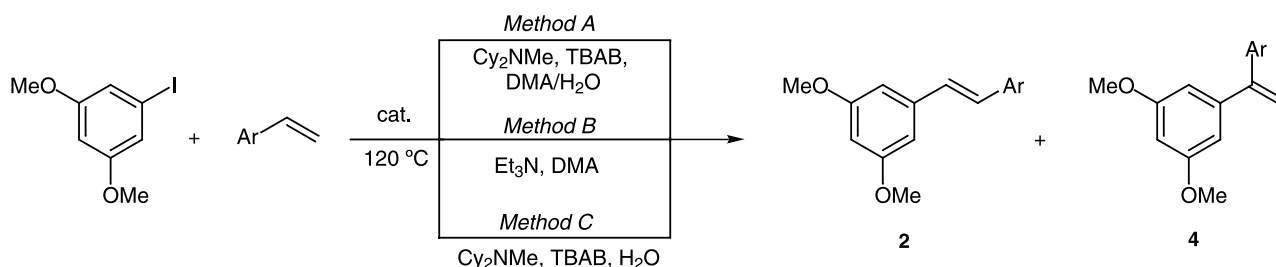 MeO
I
OMe
+
Ar
cat.
120 ºC
Method A
Cy₂NMe, TBAB,
DMA/H₂O
Method B
Et₃N, DMA
Method C
Cy₂NMe, TBAB, H₂O
MeO
Ar
OMe
2
+
Ar
MeO
OMe
4